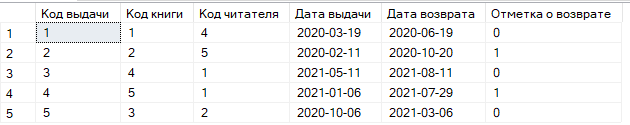 Код выдачи Код книги Код читателя Дата выдачи Дата возврата Отметка о возврате
1 1 1 4 2020-03-19 2020-06-19 0
2 2 2 5 2020-02-11 2020-10-20 1
3 3 4 1 2021-05-11 2021-08-11 0
4 4 5 1 2021-01-06 2021-07-29 1
5 5 3 2 2020-10-06 2021-03-06 0